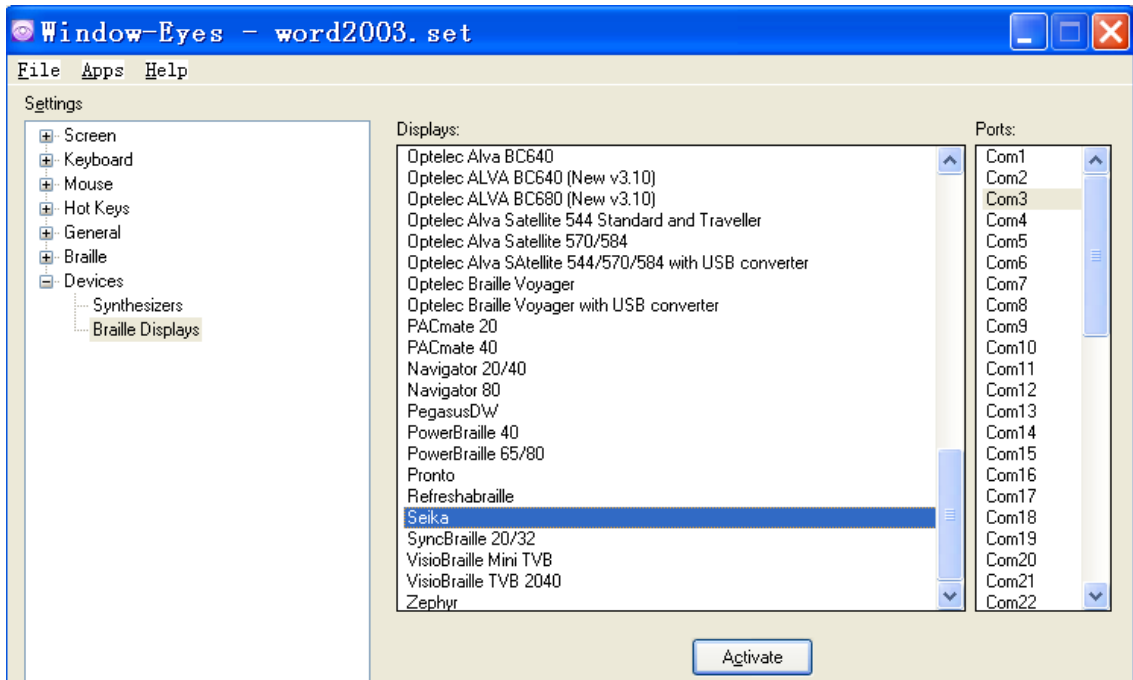 Window-Eyes - word2003.set
File Apps Help
Settings
Screen
Keyboard
Mouse
Hot Keys
General
Braille
Devices
Synthesizers
Braille Displays
Displays:
Optelec Alva BC640
Optelec ALVA BC640 (New v3.10)
Optelec ALVA BC680 (New v3.10)
Optelec Alva Satellite 544 Standard and Traveller
Optelec Alva Satellite 570/584
Optelec Alva SAtellite 544/570/584 with USB converter
Optelec Braille Voyager
Optelec Braille Voyager with USB converter
PACmate 20
PACmate 40
Navigator 20/40
Navigator 80
PegasusDW
PowerBraille 40
PowerBraille 65/80
Pronto
Refreshabraille
Seika
SyncBraille 20/32
VisioBraille Mini TVB
VisioBraille TVB 2040
Zephyr
Ports:
Com1
Com2
Com3
Com4
Com5
Com6
Com7
Com8
Com9
Com10
Com11
Com12
Com13
Com14
Com15
Com16
Com17
Com18
Com19
Com20
Com21
Com22
Activate